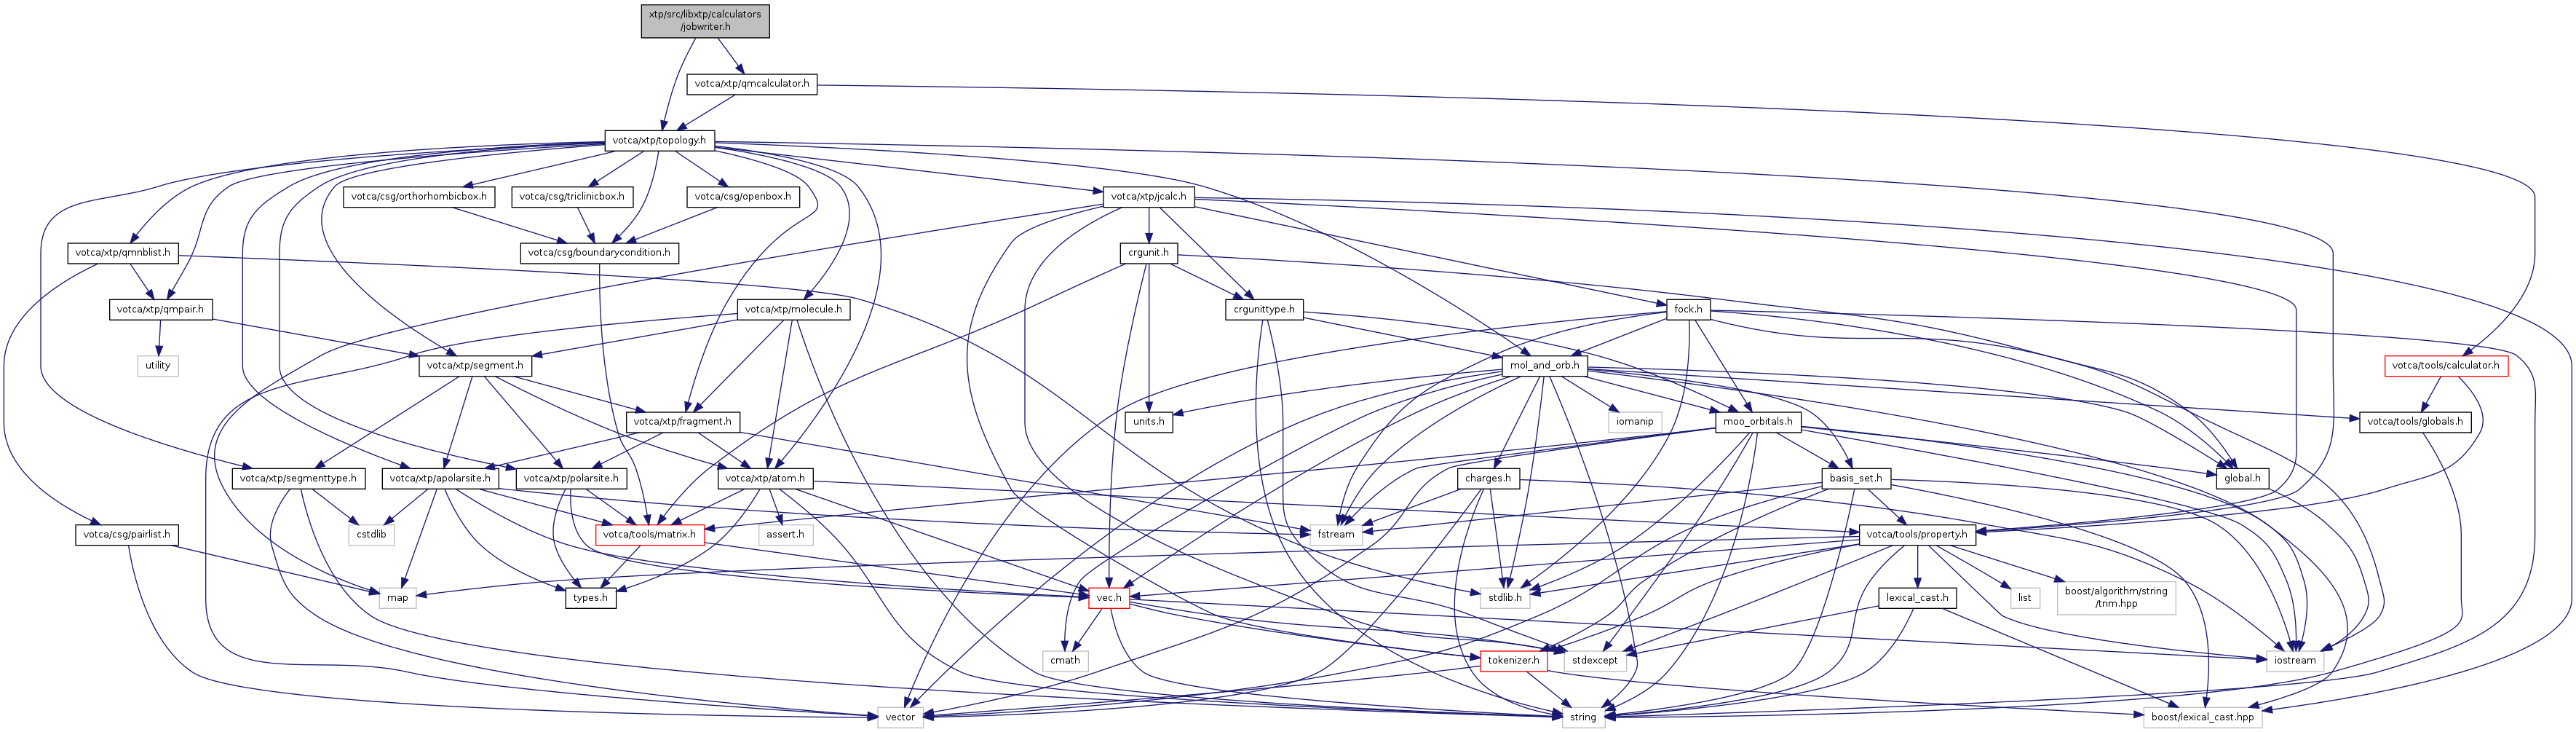 xtp/src/libxtp/calculators
/jobwriter.h
votca/xtp/qmcalculator.h
votca/xtp/topology.h
votca/csg/orthorhombicbox.h
votca/csg/triclinicbox.h
votca/csg/openbox.h
votca/xtp/jcalc.h
votca/xtp/qmnblist.h
votca/csg/boundarycondition.h
crgunit.h
votca/xtp/qmpair.h
votca/xtp/molecule.h
crgunittype.h
fock.h
utility
votca/xtp/segment.h
mol_and_orb.h
votca/tools/calculator.h
votca/xtp/fragment.h
units.h
iomanip
moo_orbitals.h
votca/tools/globals.h
votca/xtp/segmenttype.h
votca/xtp/apolarsite.h
votca/xtp/polarsite.h
votca/xtp/atom.h
charges.h
basis_set.h
global.h
votca/csg/pairlist.h
cstdlib
votca/tools/matrix.h
assert.h
fstream
votca/tools/property.h
map
types.h
vec.h
stdlib.h
lexical_cast.h
list
boost/algorithm/string
/trim.hpp
cmath
tokenizer.h
stdexcept
iostream
vector
string
boost/lexical_cast.hpp